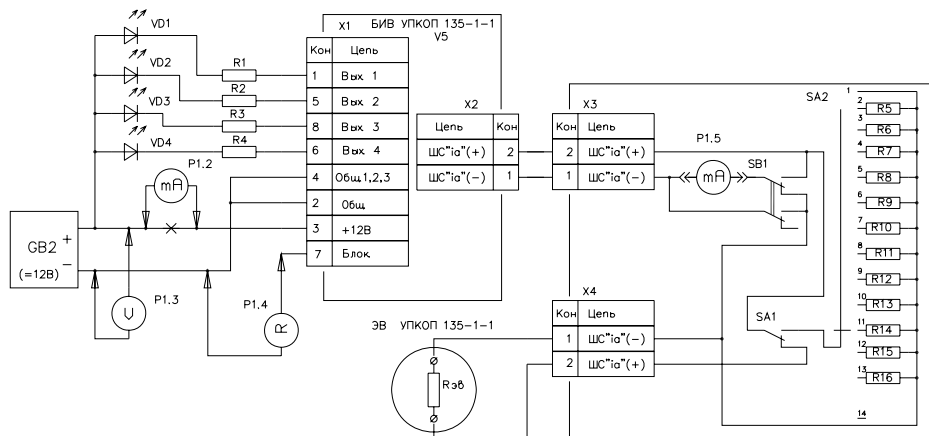 VD1
VD2
VD3
VD4
R1
R2
R3
R4
P1.2
mA
GB2
(=12В)
+
−
P1.3
V
P1.4
R
БИВ УПКОП 135-1-1
V5
X1
Кон Цепь
1 Вых 1
5 Вых 2
8 Вых 3
6 Вых 4
4 Общ1,2,3
2 Общ
3 +12В
7 Блок
X2
Цепь Кон
ШС"ia"(+) 2
ШС"ia"(−) 1
X3
Кон Цепь
2 ШС"ia"(+)
1 ШС"ia"(−)
P1.5
mA
SB1
X4
Кон Цепь
1 ШС"ia"(−)
2 ШС"ia"(+)
ЭВ УПКОП 135-1-1
Rэв
SA1
SA2
1
2 R5
3 R6
4 R7
5 R8
6 R9
7 R10
8 R11
9 R12
10 R13
11 R14
12 R15
13 R16
14